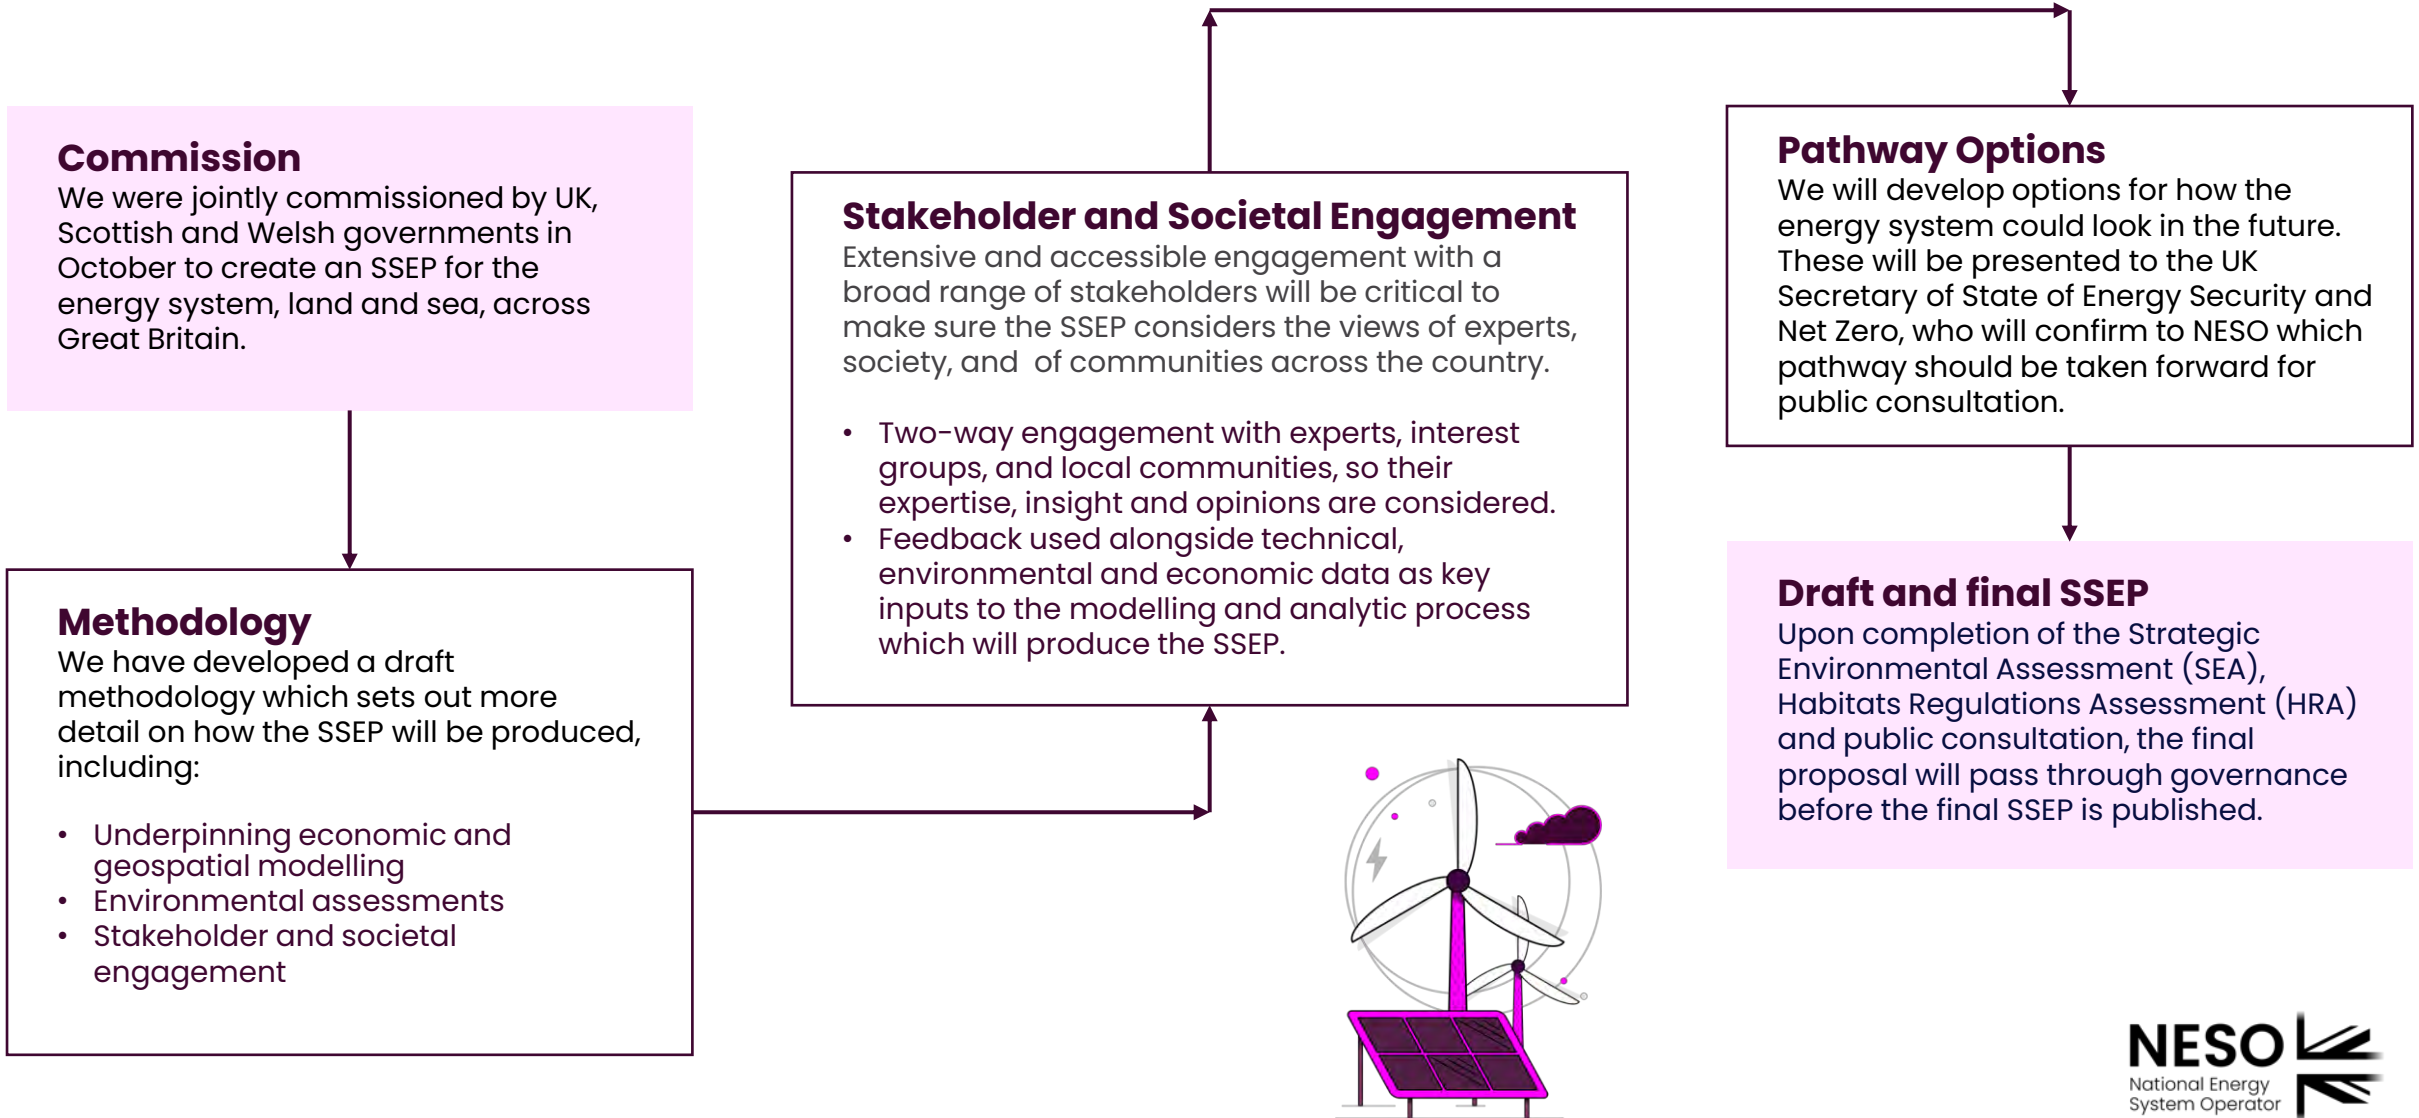 Commission
We were jointly commissioned by UK,
Scottish and Welsh governments in
October to create an SSEP for the
energy system, land and sea, across
Great Britain.
Methodology
We have developed a draft
methodology which sets out more
detail on how the SSEP will be produced,
including:
• Underpinning economic and
geospatial modelling
• Environmental assessments
• Stakeholder and societal
engagement
Stakeholder and Societal Engagement
Extensive and accessible engagement with a
broad range of stakeholders will be critical to
make sure the SSEP considers the views of experts,
society, and of communities across the country.
• Two-way engagement with experts, interest
groups, and local communities, so their
expertise, insight and opinions are considered.
• Feedback used alongside technical,
environmental and economic data as key
inputs to the modelling and analytic process
which will produce the SSEP.
Pathway Options
We will develop options for how the
energy system could look in the future.
These will be presented to the UK
Secretary of State of Energy Security and
Net Zero, who will confirm to NESO which
pathway should be taken forward for
public consultation.
Draft and final SSEP
Upon completion of the Strategic
Environmental Assessment (SEA),
Habitats Regulations Assessment (HRA)
and public consultation, the final
proposal will pass through governance
before the final SSEP is published.
NESO
National Energy
System Operator